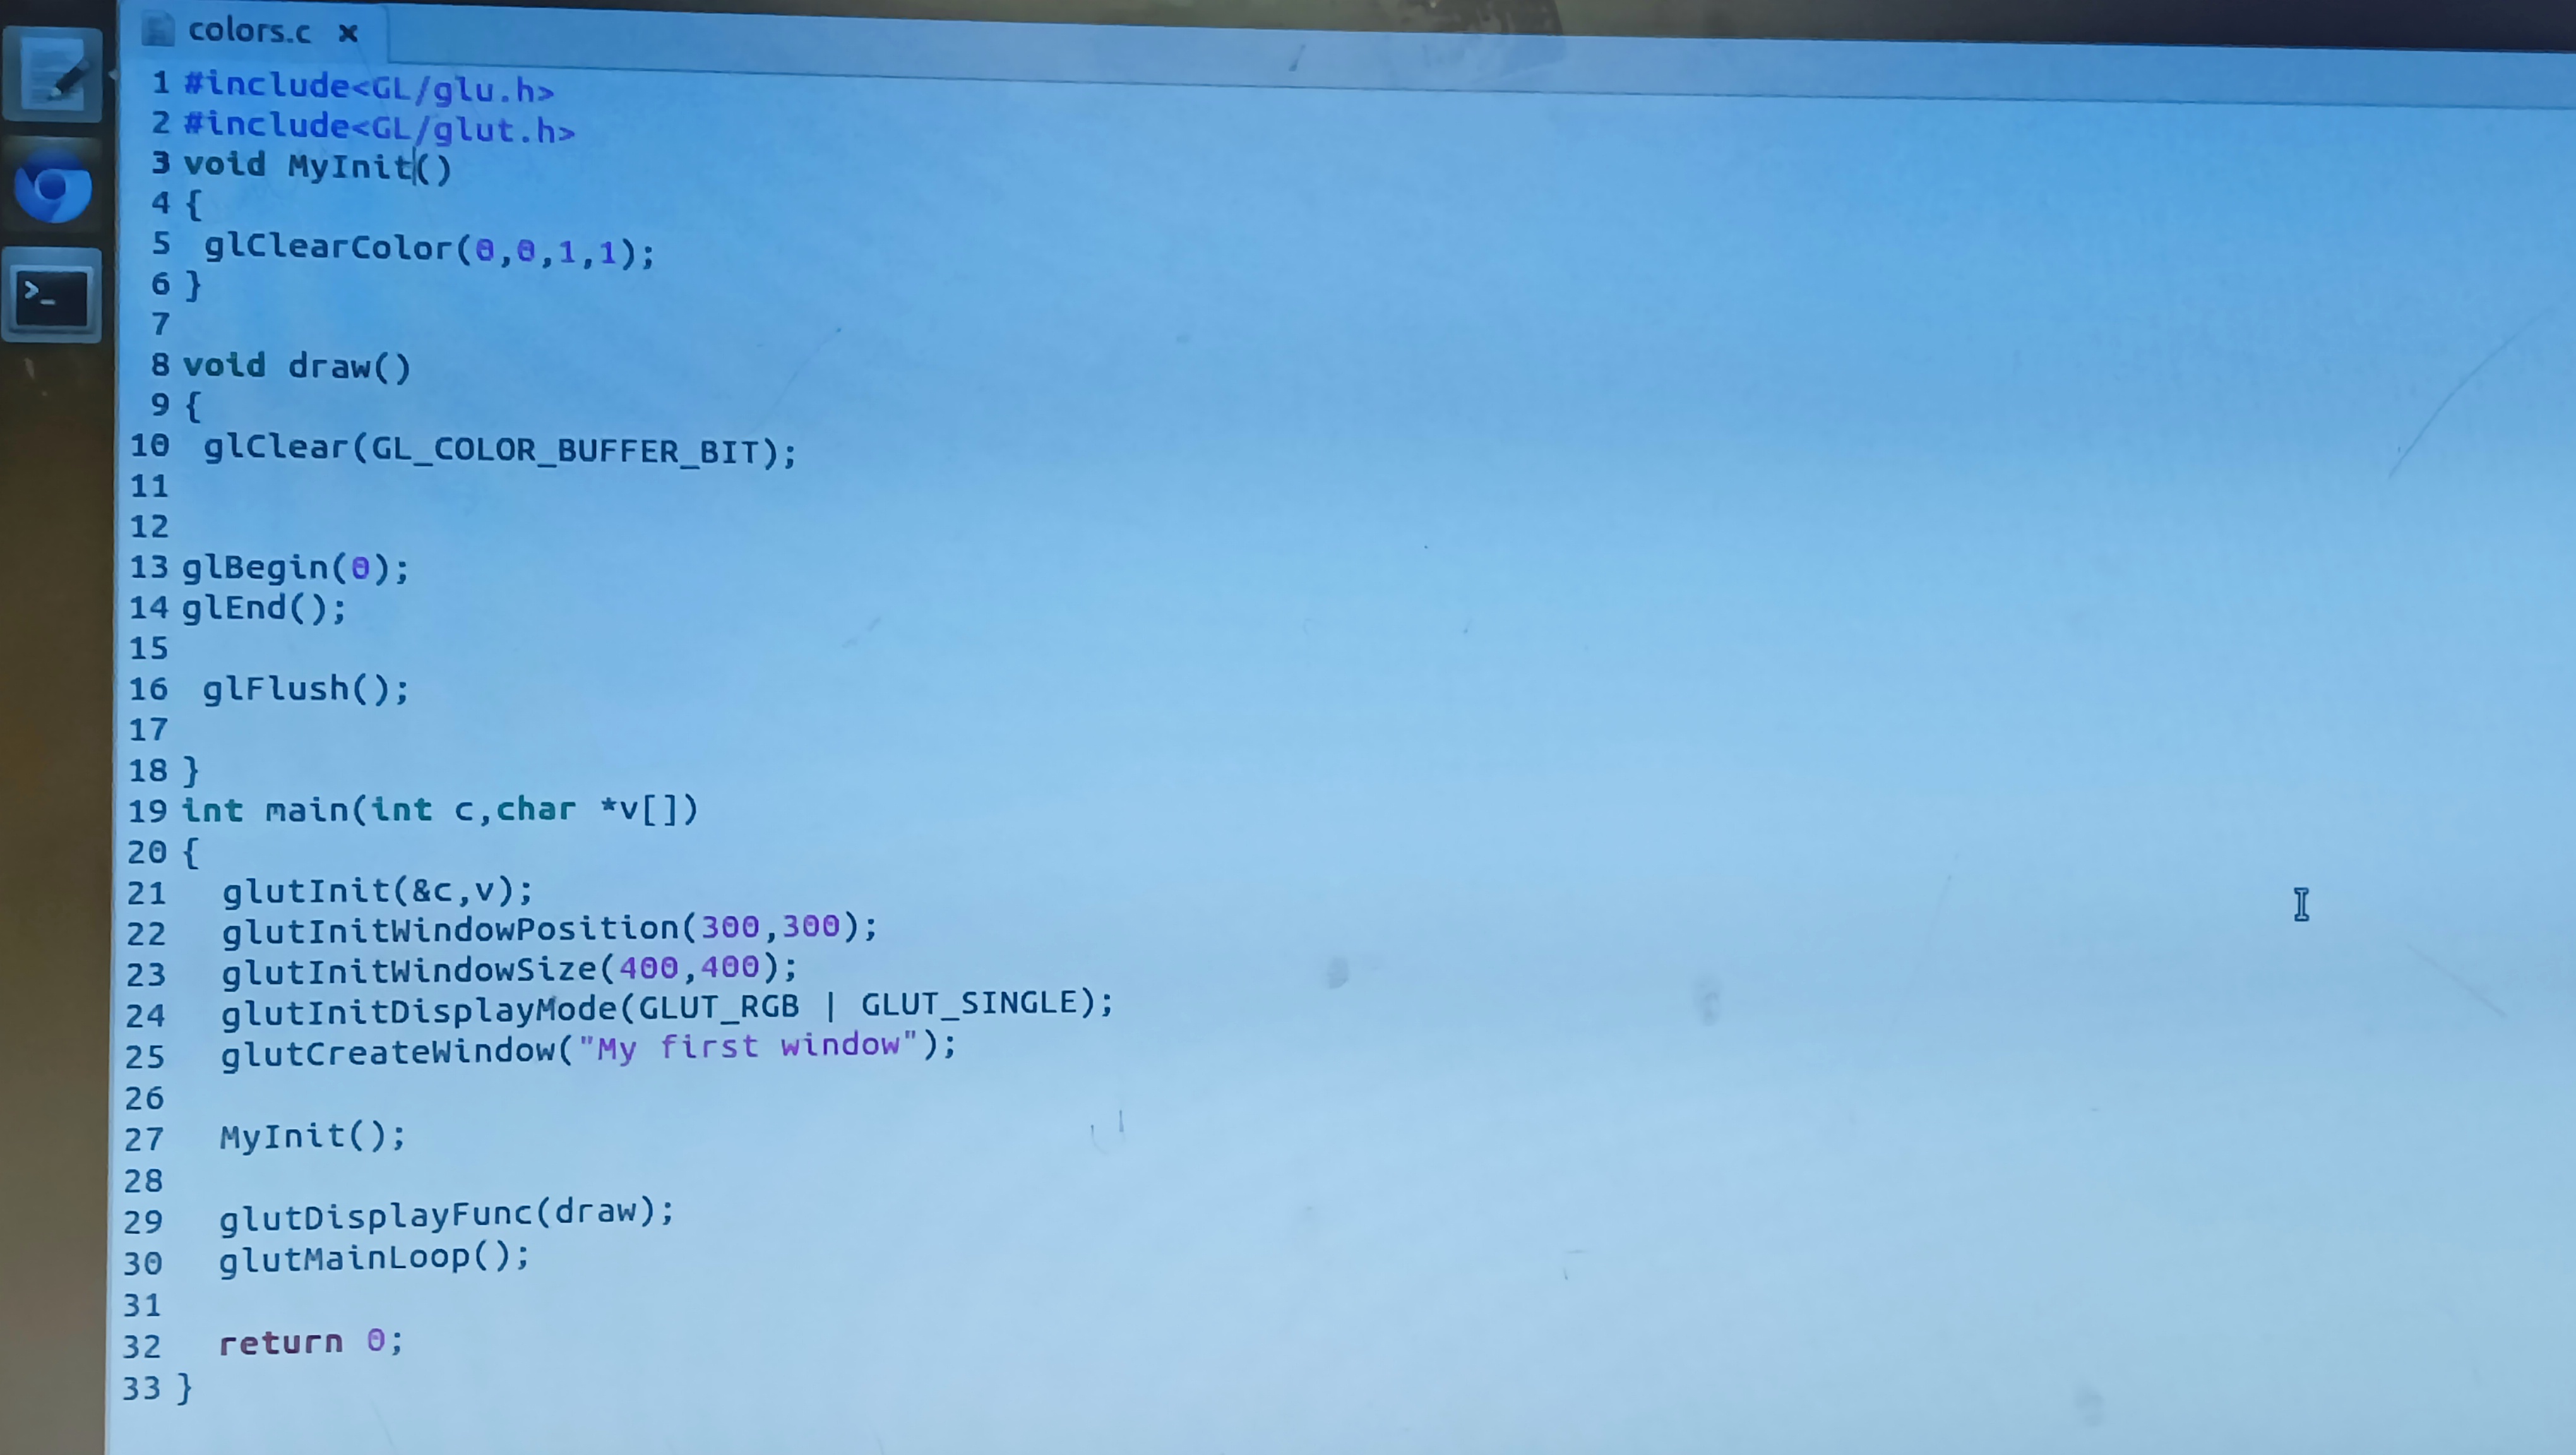 colors.c x
1 #include<GL/glu.h>
2 #include<GL/glut.h>
3 void MyInit()
4 {
5  glClearColor(0,0,1,1);
6 }
7
8 void draw()
9 {
10  glClear(GL_COLOR_BUFFER_BIT);
11
12
13 glBegin(0);
14 glEnd();
15
16  glFlush();
17
18 }
19 int main(int c,char *v[])
20 {
21   glutInit(&c,v);
22   glutInitWindowPosition(300,300);
23   glutInitWindowSize(400,400);
24   glutInitDisplayMode(GLUT_RGB | GLUT_SINGLE);
25   glutCreateWindow("My first window");
26
27   MyInit();
28
29   glutDisplayFunc(draw);
30   glutMainLoop();
31
32   return 0;
33 }